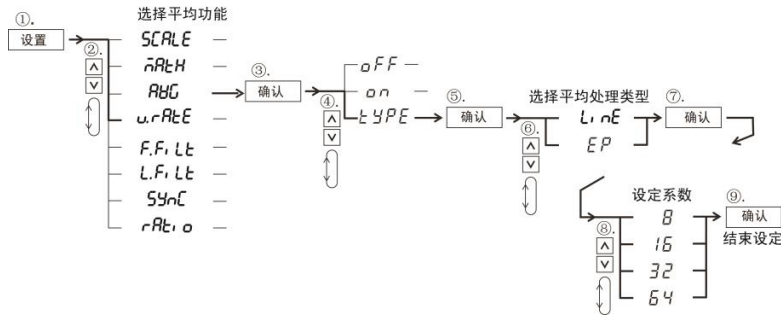 选择平均功能
①.
设置
②.
SCALE
mAtH
AVG
u.rAtE
F.FiLt
L.FiLt
SYnC
rAtio
③.
确认
④.
oFF
on
tYPE
⑤.
确认
选择平均处理类型
⑥.
LinE
EP
⑦.
确认
设定系数
⑧.
8
16
32
64
⑨.
确认
结束设定